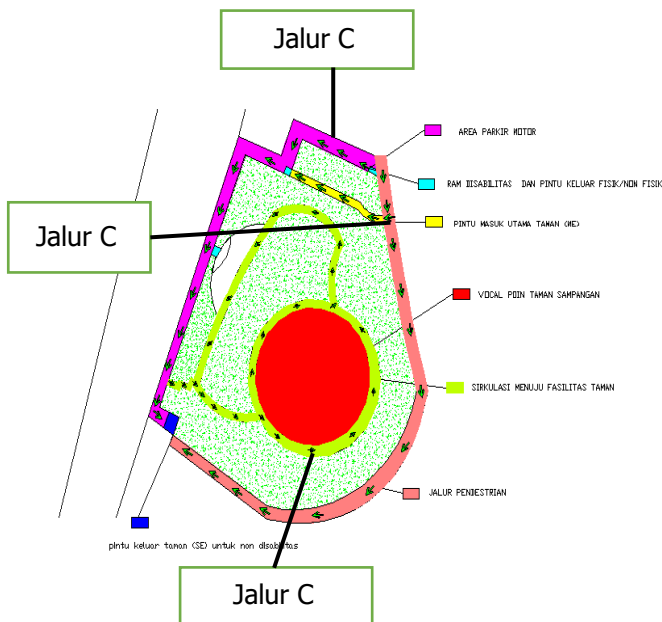 Jalur C
AREA PARKIR MOTOR
RAM DISABILITAS DAN PINTU KELUAR FISIK/NON FISIK
Jalur C
PINTU MASUK UTAMA TAMAN (ME)
VOCAL POIN TAMAN SAMPANGAN
SIRKULASI MENUJU FASILITAS TAMAN
JALUR PENDESTRIAN
pintu keluar taman (SE) untuk non disabilitas
Jalur C